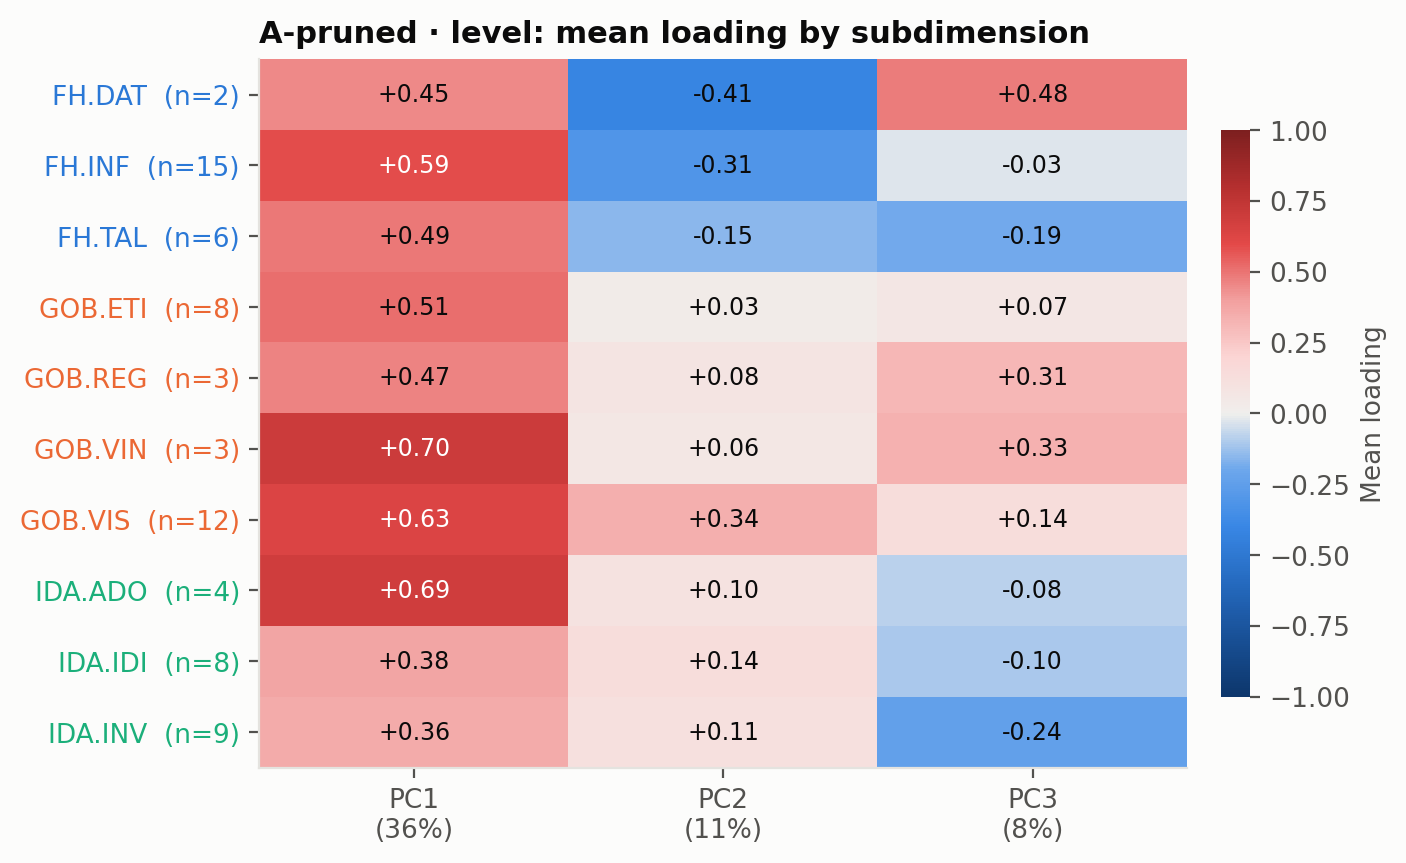 A-pruned · level: mean loading by subdimension
FH.DAT (n=2) +0.45 -0.41 +0.48
FH.INF (n=15) +0.59 -0.31 -0.03
FH.TAL (n=6) +0.49 -0.15 -0.19
GOB.ETI (n=8) +0.51 +0.03 +0.07
GOB.REG (n=3) +0.47 +0.08 +0.31
GOB.VIN (n=3) +0.70 +0.06 +0.33
GOB.VIS (n=12) +0.63 +0.34 +0.14
IDA.ADO (n=4) +0.69 +0.10 -0.08
IDA.IDI (n=8) +0.38 +0.14 -0.10
IDA.INV (n=9) +0.36 +0.11 -0.24
PC1 PC2 PC3
(36%) (11%) (8%)
1.00
0.75
0.50
0.25
0.00
−0.25
−0.50
−0.75
−1.00
Mean loading